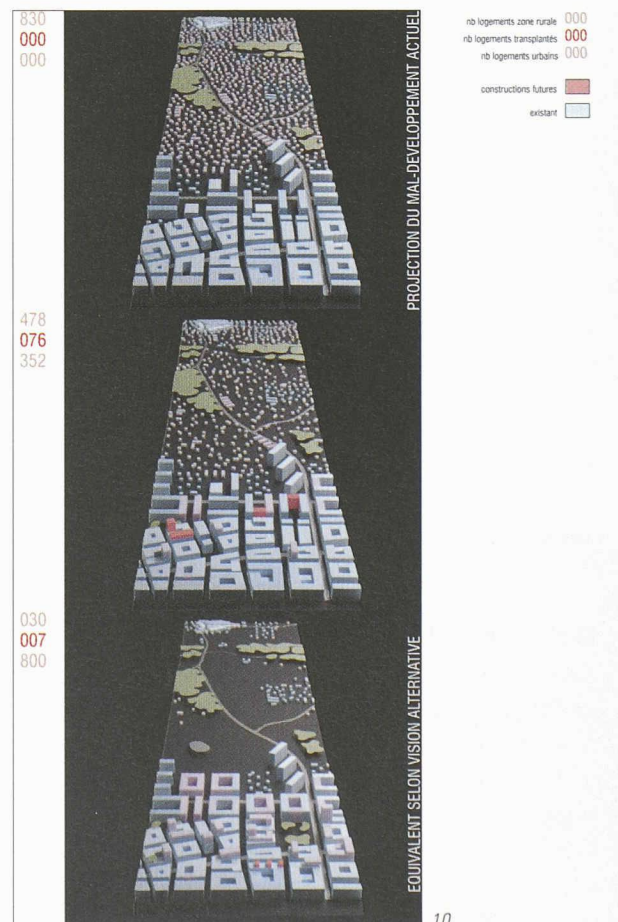 830
000
000
nb logements zone rurale 000
nb logements transplantés 000
nb logements urbains 000
constructions futures
existant
PROJECTION DU MAL-DEVELOPPEMENT ACTUEL
478
076
352
030
007
800
EQUIVALENT SELON VISION ALTERNATIVE
10